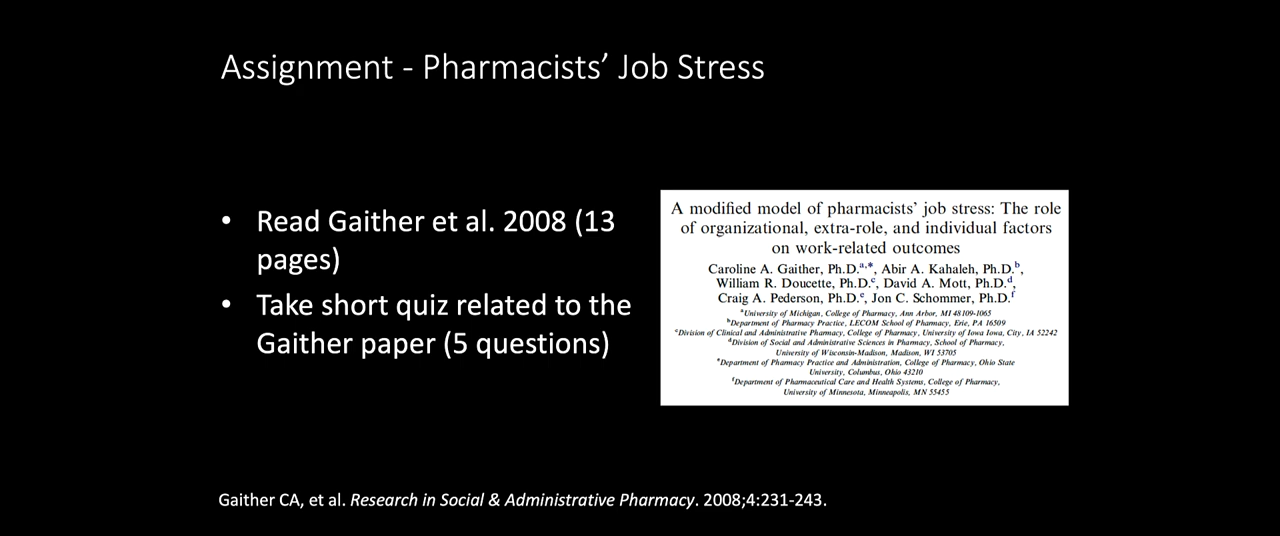 Assignment - Pharmacists’ Job Stress
• Read Gaither et al. 2008 (13
pages)
• Take short quiz related to the
Gaither paper (5 questions)
A modified model of pharmacists’ job stress: The role
of organizational, extra-role, and individual factors
on work-related outcomes
Caroline A. Gaither, Ph.D.a,*, Abir A. Kahaleh, Ph.D.b,
William R. Doucette, Ph.D.c, David A. Mott, Ph.D.d,
Craig A. Pederson, Ph.D.e, Jon C. Schommer, Ph.D.f
aUniversity of Michigan, College of Pharmacy, Ann Arbor, MI 48109-1065
bDepartment of Pharmacy Practice, LECOM School of Pharmacy, Erie, PA 16509
cDivision of Clinical and Administrative Pharmacy, College of Pharmacy, University of Iowa Iowa, City, IA 52242
dDivision of Social and Administrative Sciences in Pharmacy, School of Pharmacy,
University of Wisconsin-Madison, Madison, WI 53705
eDepartment of Pharmacy Practice and Administration, College of Pharmacy, Ohio State
University, Columbus, Ohio 43210
fDepartment of Pharmaceutical Care and Health Systems, College of Pharmacy,
University of Minnesota, Minneapolis, MN 55455
Gaither CA, et al. Research in Social & Administrative Pharmacy. 2008;4:231-243.